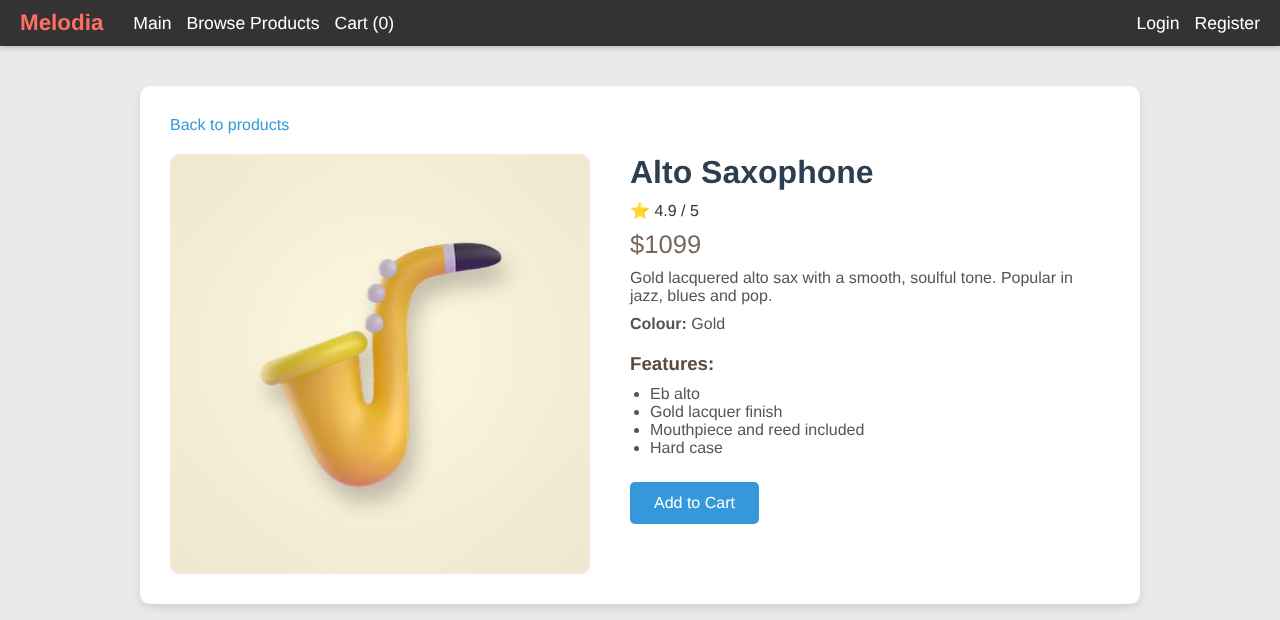 Melodia Main Browse Products Cart (0) Login Register
Back to products
Alto Saxophone
⭐ 4.9 / 5
$1099
Gold lacquered alto sax with a smooth, soulful tone. Popular in
jazz, blues and pop.
Colour: Gold
Features:
• Eb alto
• Gold lacquer finish
• Mouthpiece and reed included
• Hard case
Add to Cart